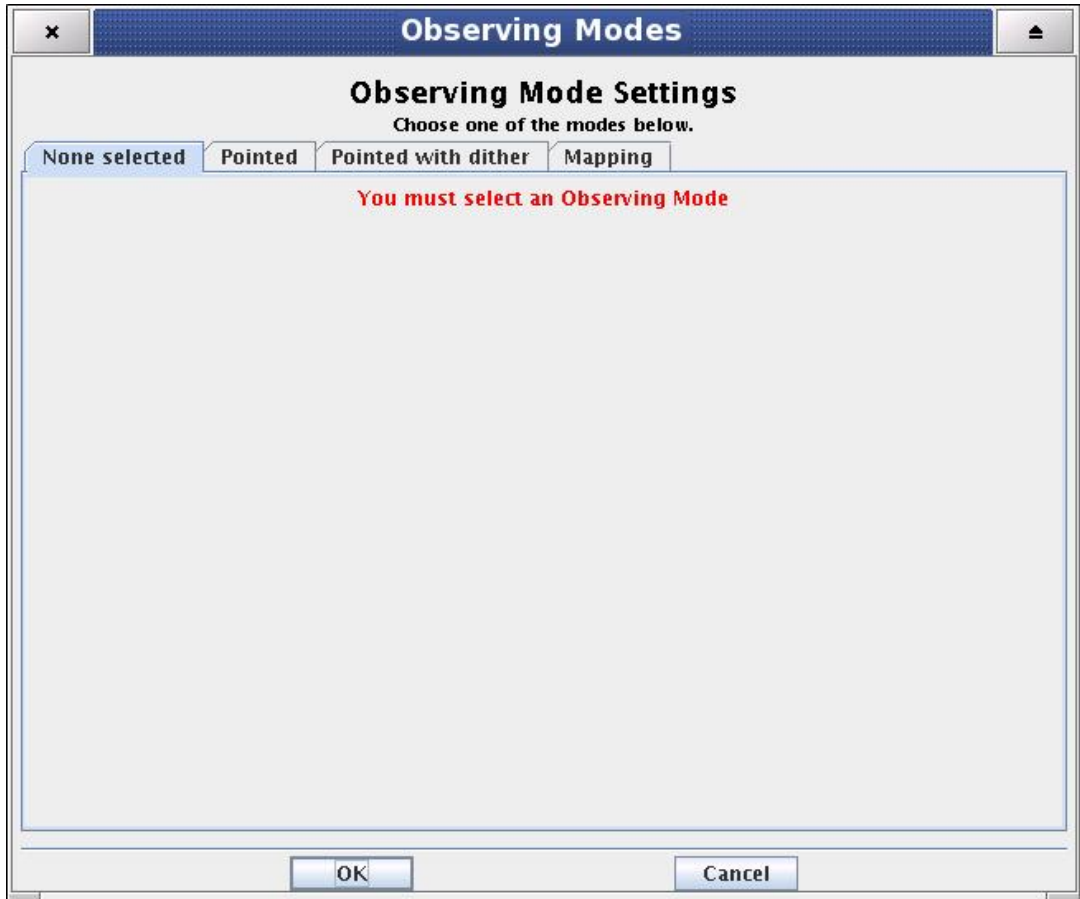 Observing Modes
Observing Mode Settings
Choose one of the modes below.
None selected Pointed Pointed with dither Mapping
You must select an Observing Mode
OK Cancel